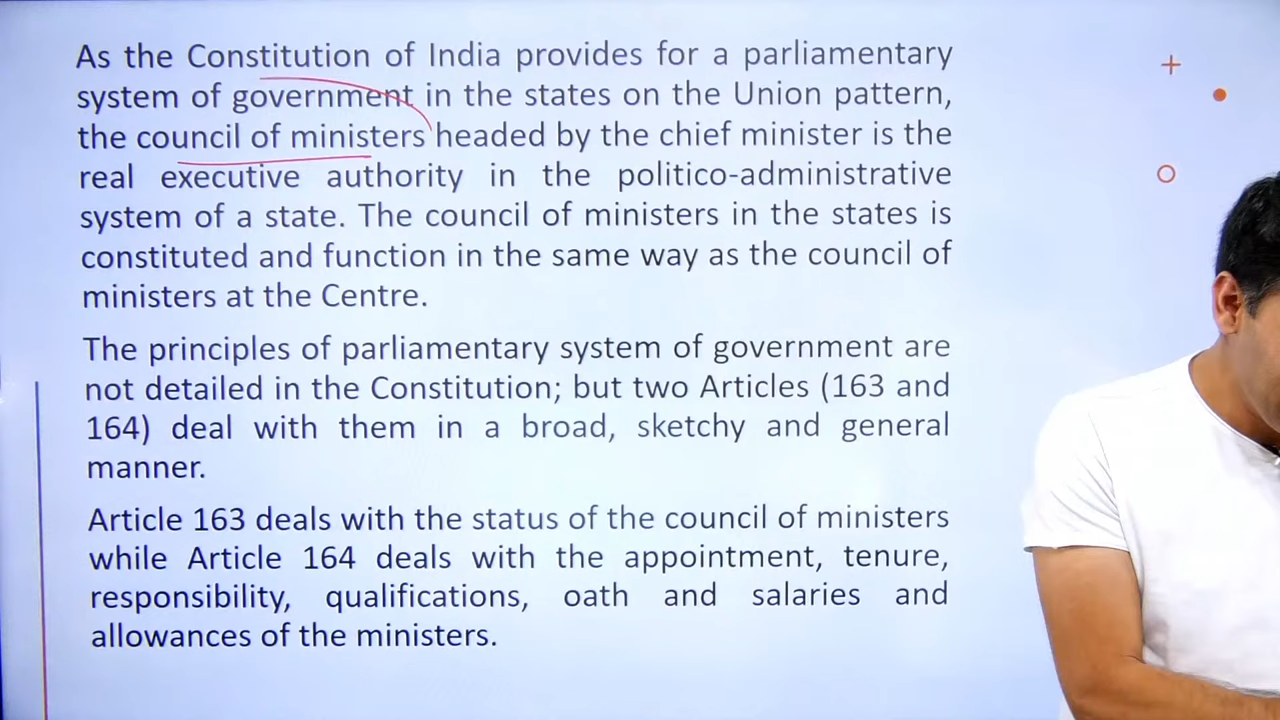 As the Constitution of India provides for a parliamentary
system of government in the states on the Union pattern,
the council of ministers headed by the chief minister is the
real executive authority in the politico-administrative
system of a state. The council of ministers in the states is
constituted and function in the same way as the council of
ministers at the Centre.
The principles of parliamentary system of government are
not detailed in the Constitution; but two Articles (163 and
164) deal with them in a broad, sketchy and general
manner.
Article 163 deals with the status of the council of ministers
while Article 164 deals with the appointment, tenure,
responsibility, qualifications, oath and salaries and
allowances of the ministers.